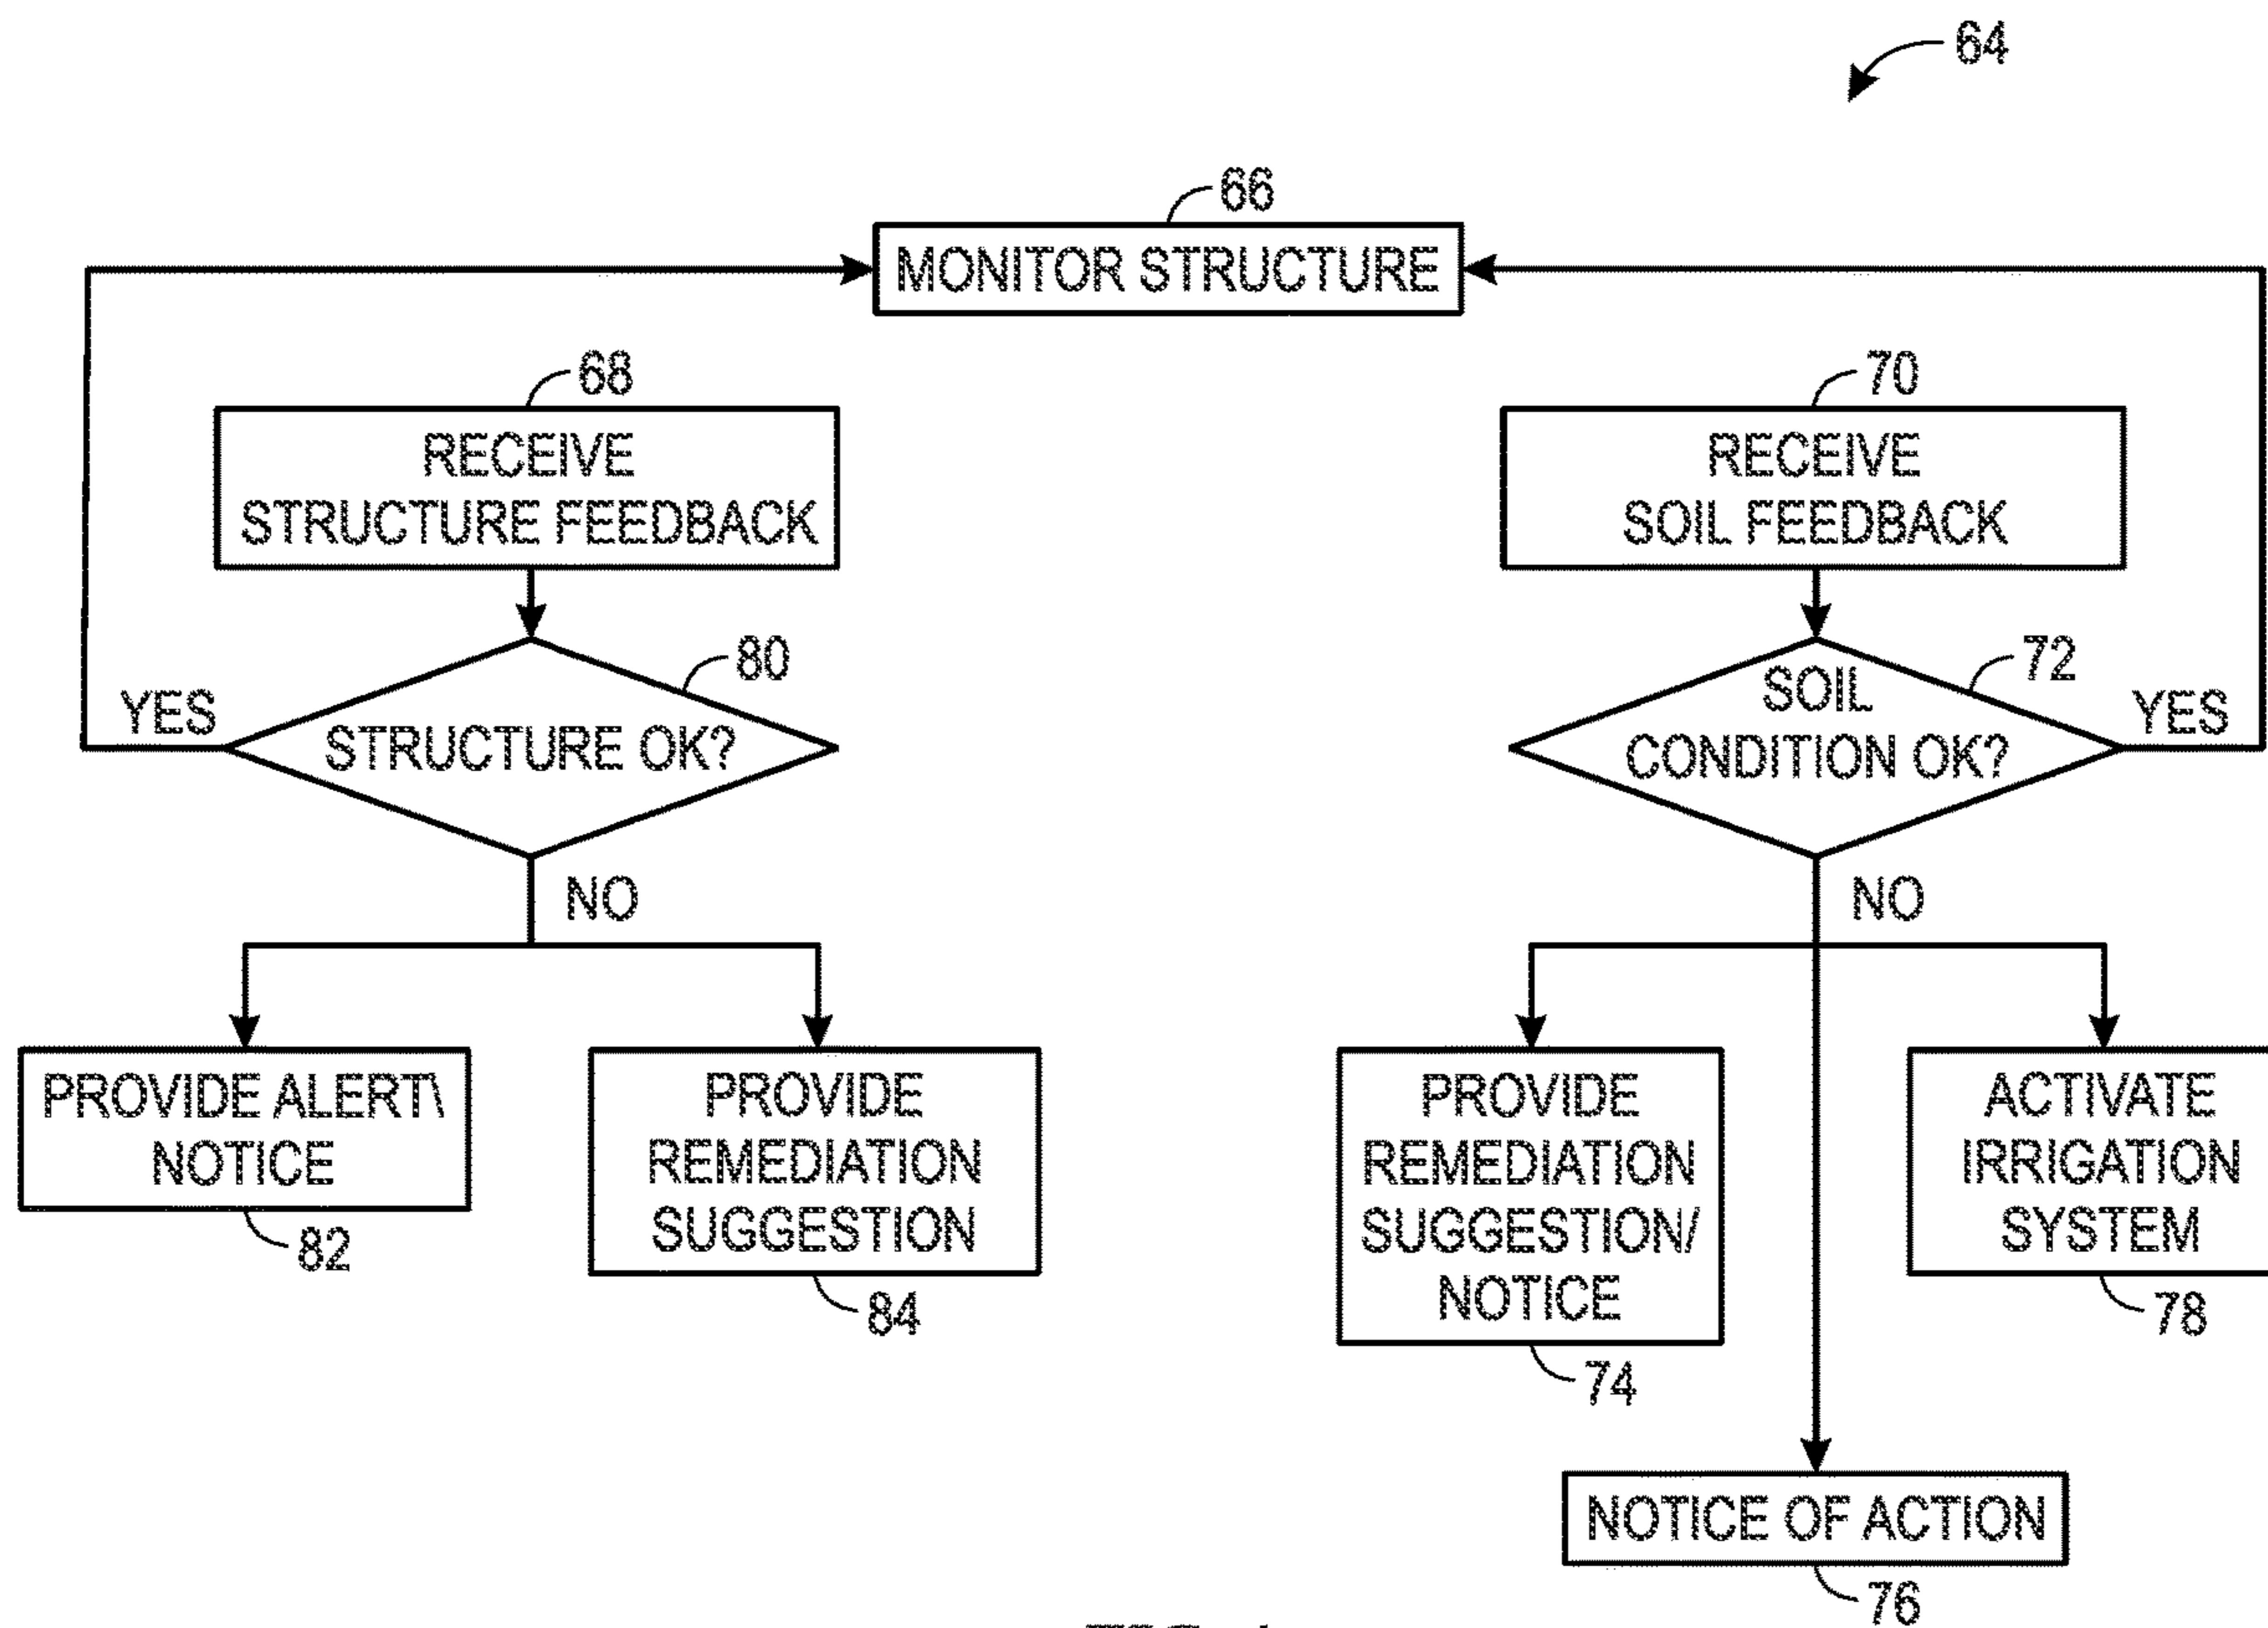 64
66
MONITOR STRUCTURE
68
RECEIVE
STRUCTURE FEEDBACK
80
YES
STRUCTURE OK?
NO
PROVIDE ALERT\
NOTICE
82
PROVIDE
REMEDIATION
SUGGESTION
84
70
RECEIVE
SOIL FEEDBACK
72
SOIL
CONDITION OK?
YES
NO
PROVIDE
REMEDIATION
SUGGESTION/
NOTICE
74
ACTIVATE
IRRIGATION
SYSTEM
78
NOTICE OF ACTION
76